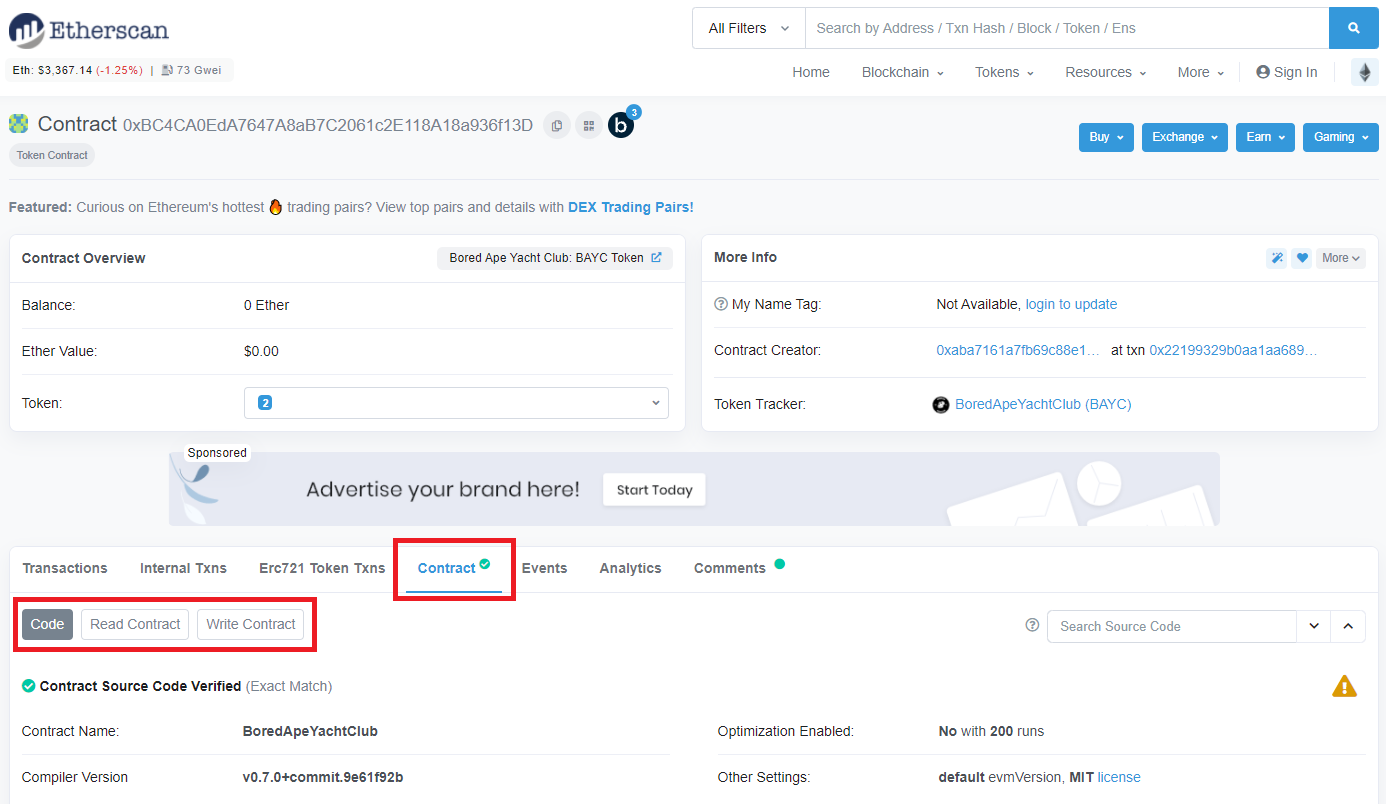 Etherscan
All Filters
Search by Address / Txn Hash / Block / Token / Ens
Eth: $3,367.14 (-1.25%) | 73 Gwei
Home Blockchain Tokens Resources More Sign In
Contract 0xBC4CA0EdA7647A8aB7C2061c2E118A18a936f13D b 3
Token Contract
Buy Exchange Earn Gaming
Featured: Curious on Ethereum's hottest 🔥 trading pairs? View top pairs and details with DEX Trading Pairs!
Contract Overview
Bored Ape Yacht Club: BAYC Token
Balance: 0 Ether
Ether Value: $0.00
Token: 2
More Info
More
? My Name Tag: Not Available, login to update
Contract Creator: 0xaba7161a7fb69c88e1... at txn 0x22199329b0aa1aa689...
Token Tracker: BoredApeYachtClub (BAYC)
Sponsored
Advertise your brand here! Start Today
Transactions Internal Txns Erc721 Token Txns Contract Events Analytics Comments
Code Read Contract Write Contract
? Search Source Code
Contract Source Code Verified (Exact Match)
Contract Name: BoredApeYachtClub
Optimization Enabled: No with 200 runs
Compiler Version v0.7.0+commit.9e61f92b
Other Settings: default evmVersion, MIT license